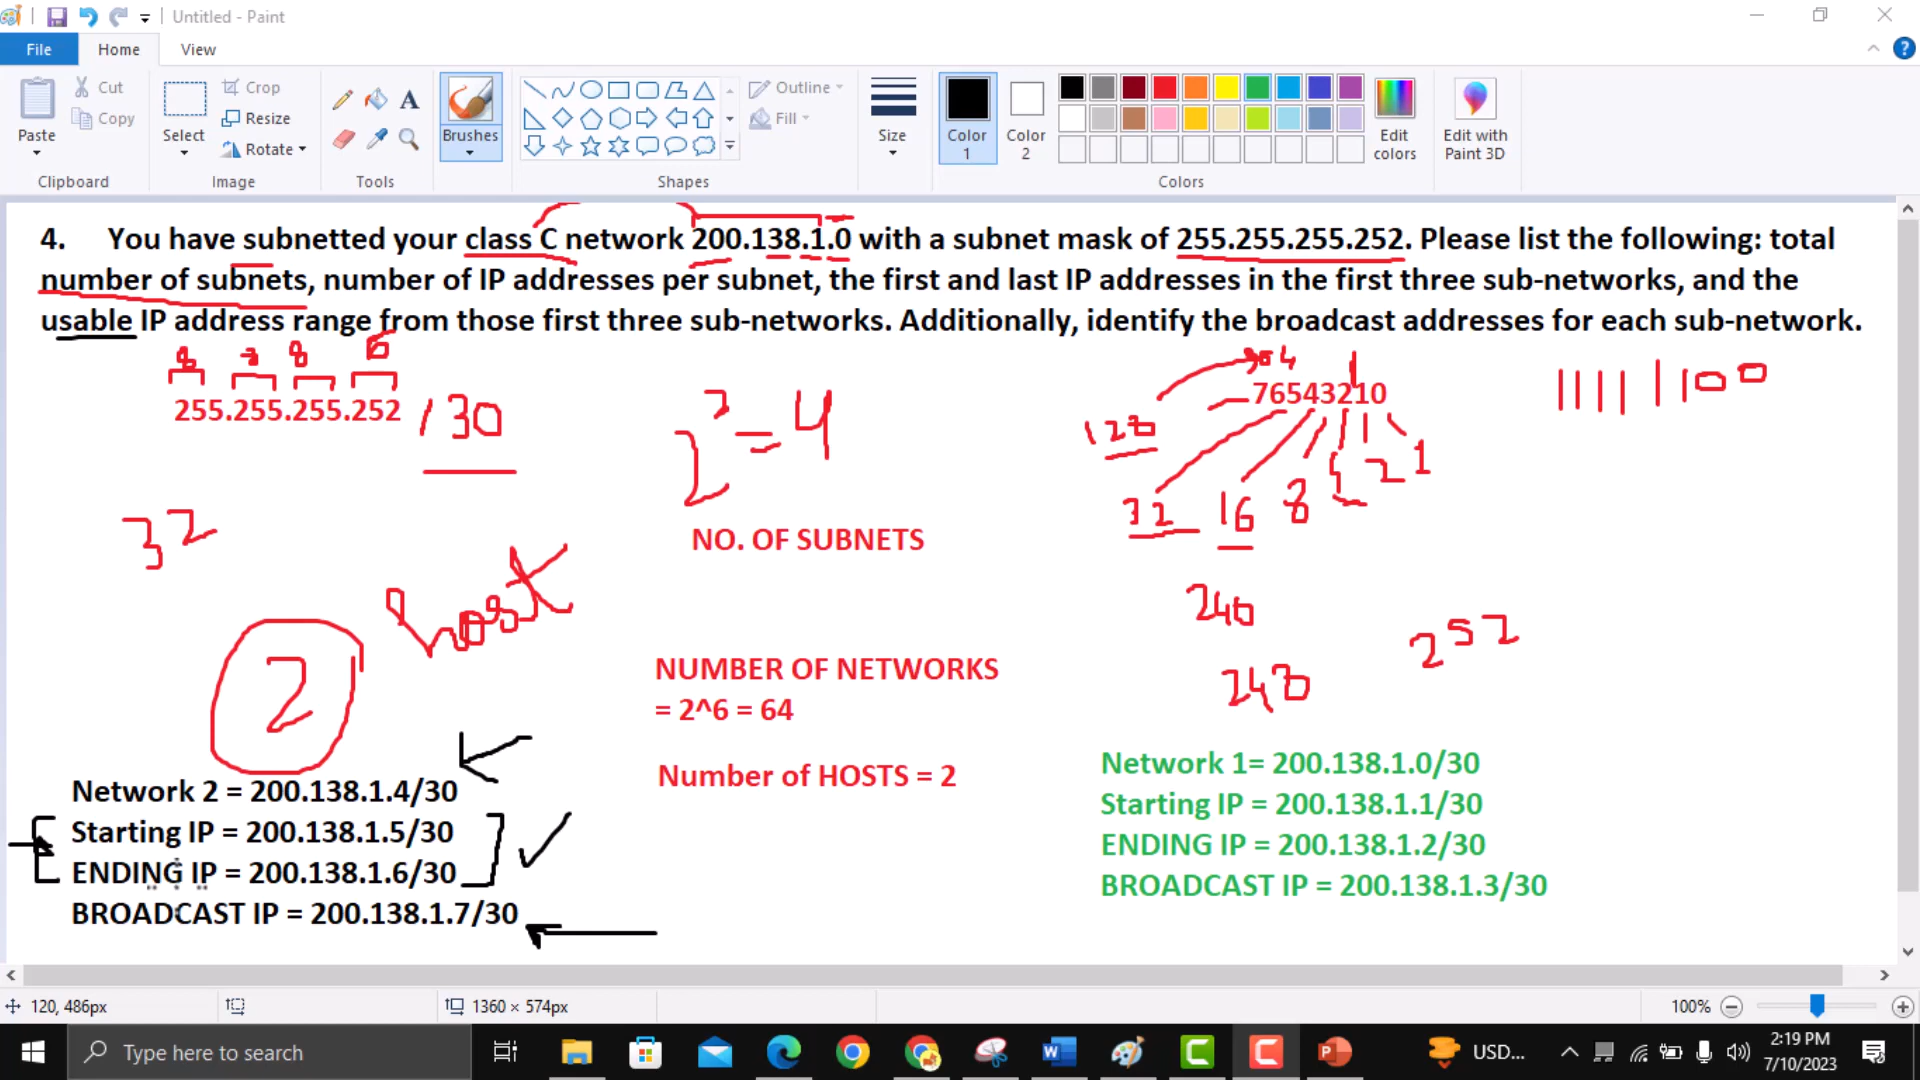 Untitled - Paint
File Home View
Paste Cut Copy Clipboard
Select Crop Resize Rotate Image
Tools
Brushes
Shapes Outline Fill
Size
Color 1 Color 2 Edit colors Edit with Paint 3D
Colors
4. You have subnetted your class C network 200.138.1.0 with a subnet mask of 255.255.255.252. Please list the following: total
number of subnets, number of IP addresses per subnet, the first and last IP addresses in the first three sub-networks, and the
usable IP address range from those first three sub-networks. Additionally, identify the broadcast addresses for each sub-network.
8 8 6
255.255.255.252 /30
2^2 = 4
76543210
128
32 16 8 2 1
11111100
32
NO. OF SUBNETS
host
2
240
248
252
NUMBER OF NETWORKS
= 2^6 = 64
Number of HOSTS = 2
Network 2 = 200.138.1.4/30
Starting IP = 200.138.1.5/30
ENDING IP = 200.138.1.6/30
BROADCAST IP = 200.138.1.7/30
Network 1= 200.138.1.0/30
Starting IP = 200.138.1.1/30
ENDING IP = 200.138.1.2/30
BROADCAST IP = 200.138.1.3/30
120, 486px 1360 × 574px 100%
Type here to search USD... 2:19 PM
7/10/2023